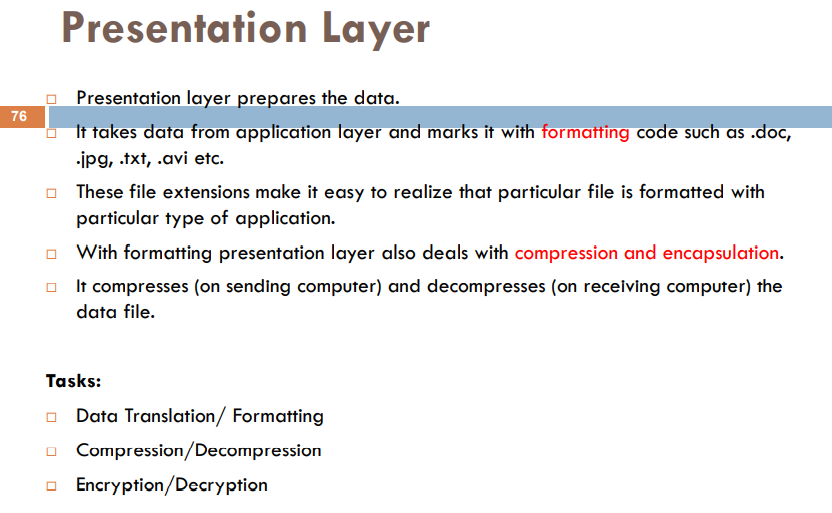 Presentation Layer
Presentation layer prepares the data.
76
It takes data from application layer and marks it with formatting code such as .doc,
.jpg, .txt, .avi etc.
These file extensions make it easy to realize that particular file is formatted with
particular type of application.
With formatting presentation layer also deals with compression and encapsulation.
It compresses (on sending computer) and decompresses (on receiving computer) the
data file.
Tasks:
Data Translation/ Formatting
Compression/Decompression
Encryption/Decryption